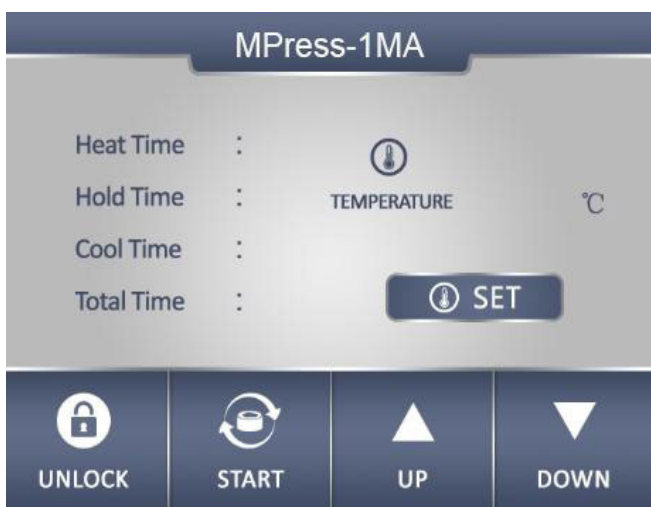 MPress-1MA
Heat Time :
Hold Time :
Cool Time :
Total Time :
TEMPERATURE
℃
SET
UNLOCK
START
UP
DOWN